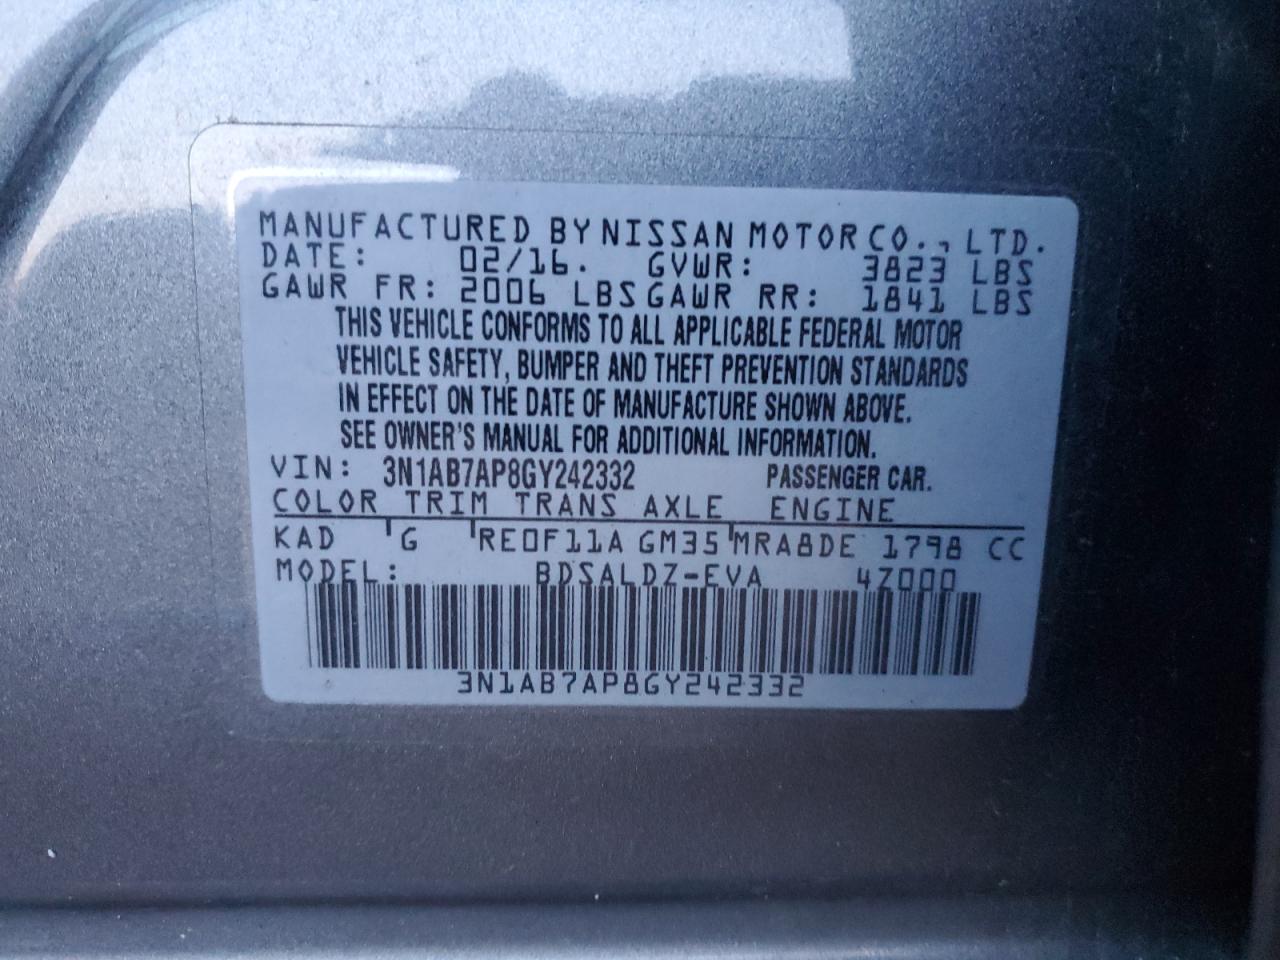 MANUFACTURED BY NISSAN MOTOR CO., LTD.
DATE: 02/16. GVWR: 3823 LBS
GAWR FR: 2006 LBS GAWR RR: 1841 LBS
THIS VEHICLE CONFORMS TO ALL APPLICABLE FEDERAL MOTOR
VEHICLE SAFETY, BUMPER AND THEFT PREVENTION STANDARDS
IN EFFECT ON THE DATE OF MANUFACTURE SHOWN ABOVE.
SEE OWNER'S MANUAL FOR ADDITIONAL INFORMATION.
VIN: 3N1AB7AP8GY242332 PASSENGER CAR.
COLOR TRIM TRANS AXLE ENGINE
KAD G RE0F11A GM35 MRA8DE 1798 CC
MODEL: BDSALDZ-EVA 4Z000
3N1AB7AP8GY242332